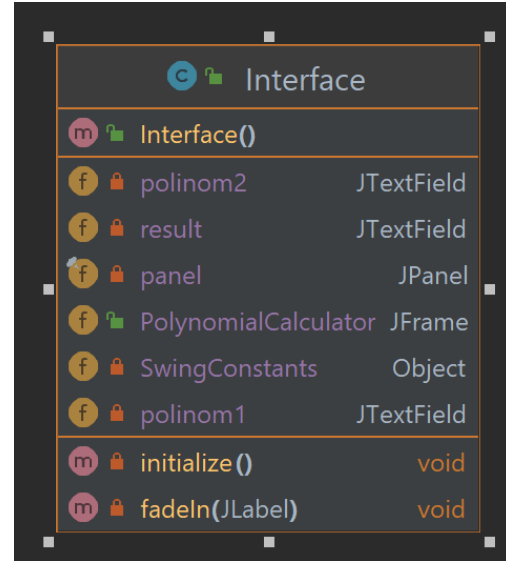 C Interface
m Interface()
f polinom2 JTextField
f result JTextField
f panel JPanel
f PolynomialCalculator JFrame
f SwingConstants Object
f polinom1 JTextField
m initialize() void
m fadeIn(JLabel) void